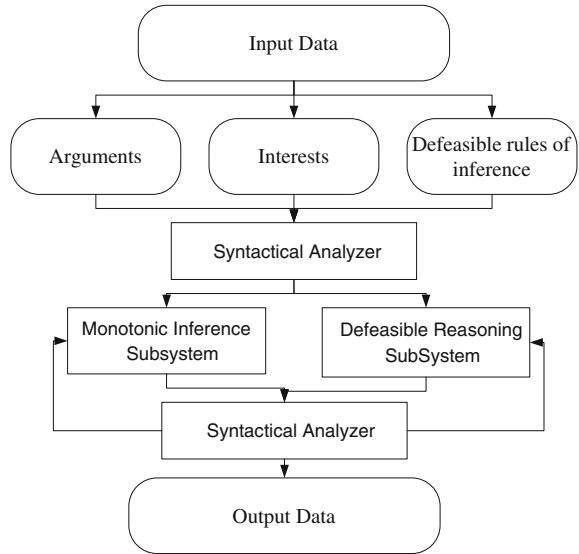 Input Data
Arguments
Interests
Defeasible rules of
inference
Syntactical Analyzer
Monotonic Inference
Subsystem
Defeasible Reasoning
SubSystem
Syntactical Analyzer
Output Data